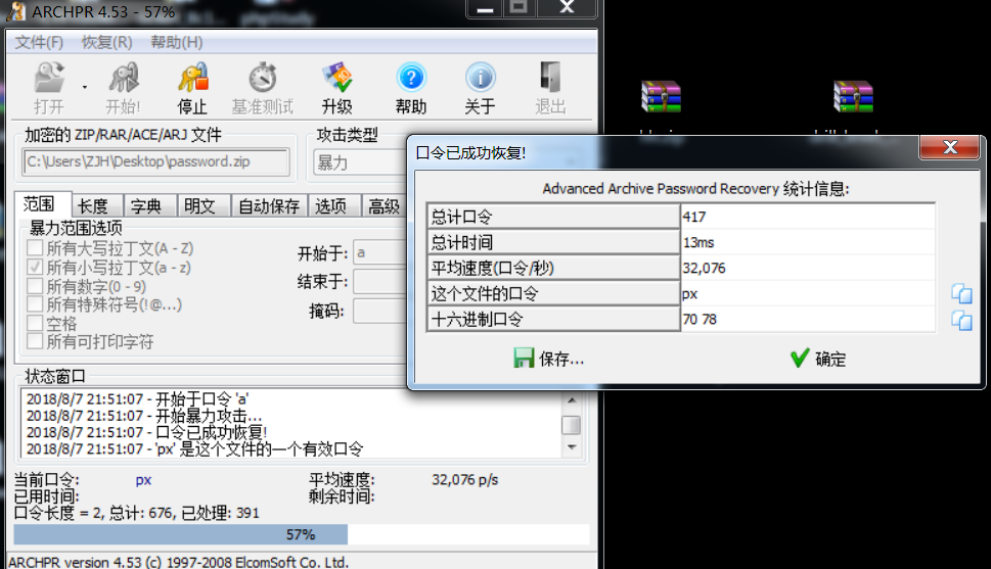 ARCHPR 4.53 - 57%
文件(F) 恢复(R) 帮助(H)
打开 开始! 停止 基准测试 升级 帮助 关于 退出
加密的 ZIP/RAR/ACE/ARJ 文件
攻击类型
C:\Users\ZJH\Desktop\password.zip
暴力
范围 长度 字典 明文 自动保存 选项 高级
暴力范围选项
所有大写拉丁文(A - Z)
所有小写拉丁文(a - z)
所有数字(0 - 9)
所有特殊符号(!@...)
空格
所有可打印字符
开始于: a
结束于:
掩码:
口令已成功恢复!
Advanced Archive Password Recovery 统计信息:
总计口令 417
总计时间 13ms
平均速度(口令/秒) 32,076
这个文件的口令 px
十六进制口令 70 78
保存... 确定
状态窗口
2018/8/7 21:51:07 - 开始于口令 'a'
2018/8/7 21:51:07 - 开始暴力攻击...
2018/8/7 21:51:07 - 口令已成功恢复!
2018/8/7 21:51:07 - 'px' 是这个文件的一个有效口令
当前口令: px 平均速度: 32,076 p/s
已用时间: 剩余时间:
口令长度 = 2, 总计: 676, 已处理: 391
57%
ARCHPR version 4.53 (c) 1997-2008 ElcomSoft Co. Ltd.